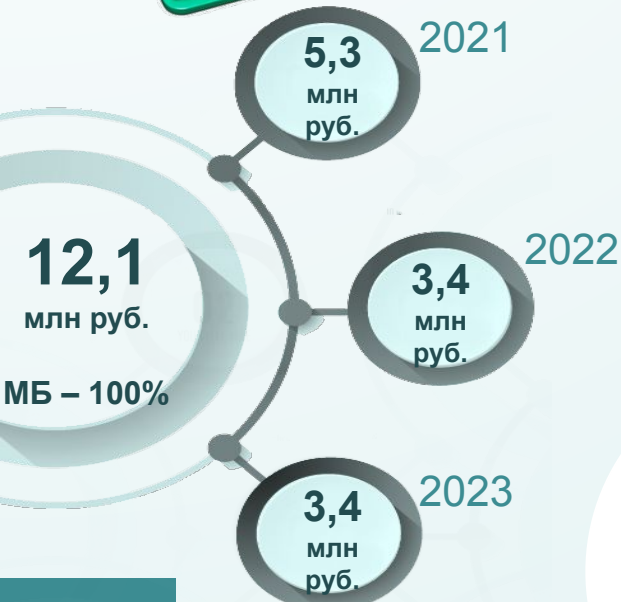 5,3
млн
руб.
2021
12,1
млн руб.
МБ – 100%
3,4
млн
руб.
2022
3,4
млн
руб.
2023